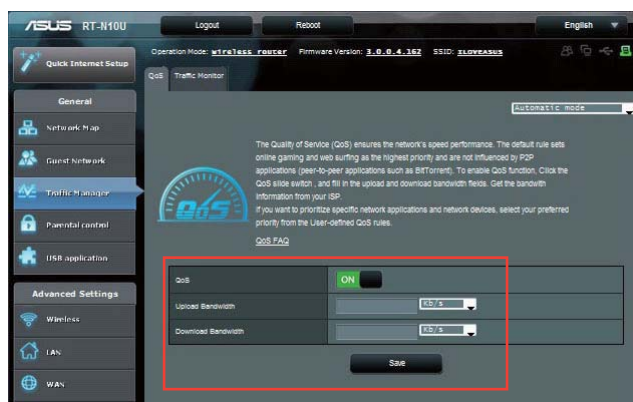 ASUS RT-N10U
Logout
Reboot
English
Quick Internet Setup
Operation Mode: wireless router Firmware Version: 3.0.0.4.162 SSID: ILOVEASUS
QoS
Traffic Monitor
General
Automatic mode
Network Map
Guest Network
Traffic Manager
Parental control
USB application
The Quality of Service (QoS) ensures the network's speed performance. The default rule sets
online gaming and web surfing as the highest priority and are not influenced by P2P
applications (peer-to-peer applications such as BitTorrent). To enable QoS function, Click the
QoS slide switch , and fill in the upload and download bandwidth fields. Get the bandwith
information from your ISP.
If you want to prioritize specific network applications and network devices, select your preferred
priority from the User-defined QoS rules.
QoS FAQ
QoS
QoS
ON
Upload Bandwidth
Kb/s
Download Bandwidth
Kb/s
Save
Advanced Settings
Wireless
LAN
WAN